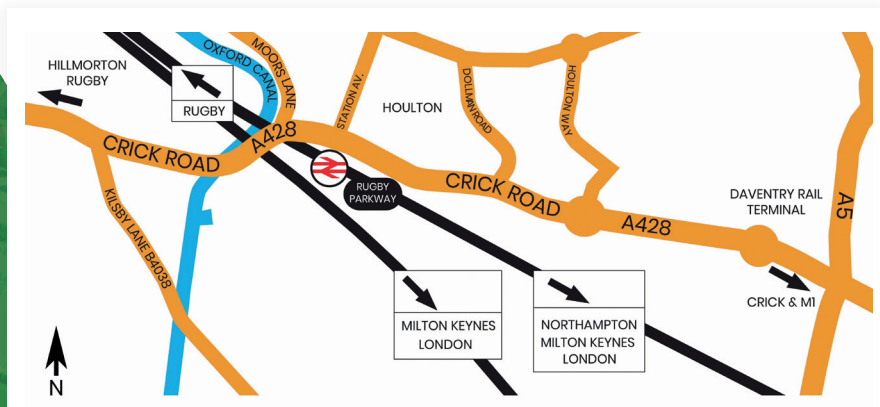 HILLMORTON
RUGBY
RUGBY
OXFORD CANAL
MOORS LANE
STATION AV.
HOULTON
DOLLMAN ROAD
HOULTON WAY
CRICK ROAD
A428
KILSBY LANE B4038
RUGBY
PARKWAY
CRICK ROAD
A428
DAVENTRY RAIL
TERMINAL
A5
CRICK & M1
MILTON KEYNES
LONDON
NORTHAMPTON
MILTON KEYNES
LONDON
N